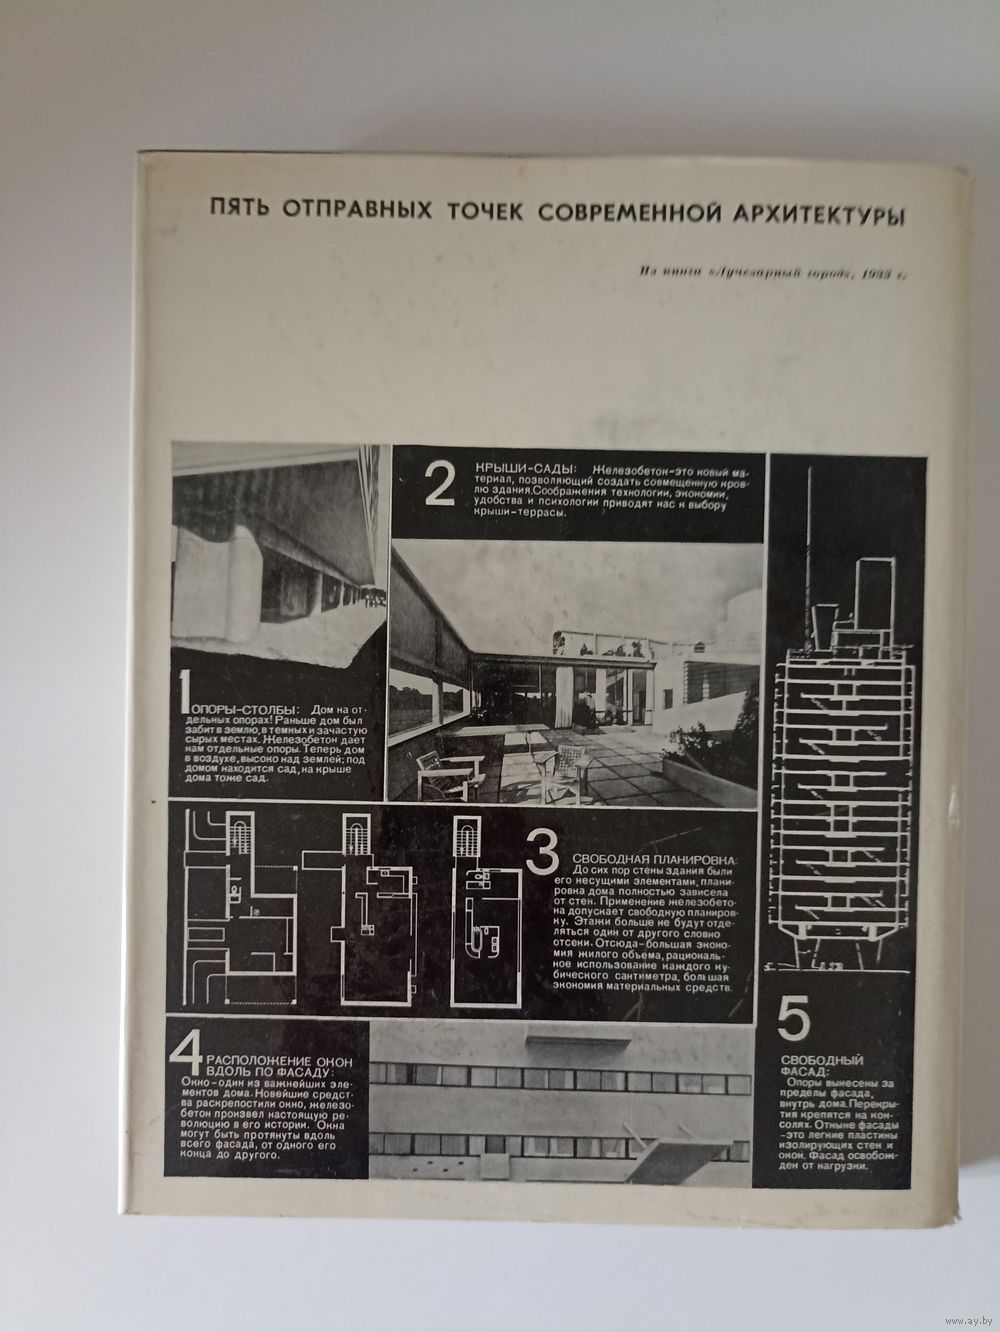 ПЯТЬ ОТПРАВНЫХ ТОЧЕК СОВРЕМЕННОЙ АРХИТЕКТУРЫ
Из книги «Лучезарный город», 1933 г.
1
ОПОРЫ-СТОЛБЫ: Дом на от-
дельных опорах! Раньше дом был
забит в землю, в темных и зачастую
сырых местах. Железобетон дает
нам отдельные опоры. Теперь дом
в воздухе, высоко над землей; под
домом находится сад, на крыше
дома тоже сад.
2
КРЫШИ-САДЫ: Железобетон-это новый ма-
териал, позволяющий создать совмещенную кров-
лю здания. Соображения технологии, экономии,
удобства и психологии приводят нас к выбору
крыши-террасы.
3
СВОБОДНАЯ ПЛАНИРОВКА:
До сих пор стены здания были
его несущими элементами, плани-
ровка дома полностью зависела
от стен. Применение железобето-
на допускает свободную планиров-
ку. Этажи больше не будут отде-
ляться один от другого словно
отсеки. Отсюда-большая эконо-
мия жилого объема, рациональ-
ное использование каждого ку-
бического сантиметра, большая
экономия материальных средств.
4
РАСПОЛОЖЕНИЕ ОКОН
ВДОЛЬ ПО ФАСАДУ:
Окно-один из важнейших эле-
ментов дома. Новейшие средст-
ва раскрепостили окно, железо-
бетон произвел настоящую ре-
волюцию в его истории. Окна
могут быть протянуты вдоль
всего фасада, от одного его
конца до другого.
5
СВОБОДНЫЙ
ФАСАД:
Опоры вынесены за
пределы фасада,
внутрь дома. Перекры-
тия крепятся на кон-
солях. Отныне фасады
-это легкие пластины
изолирующих стен и
окон. Фасад освобож-
ден от нагрузки.
www.ay.by